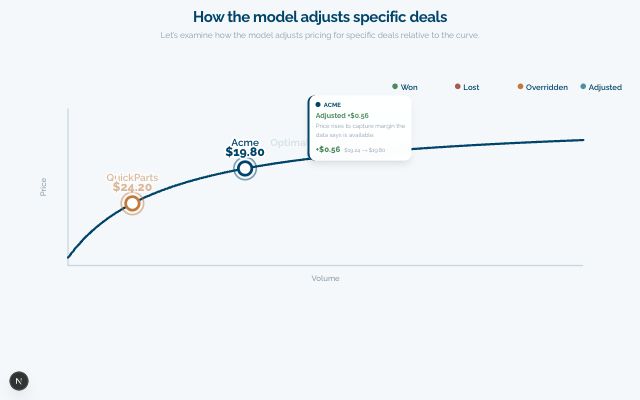 How the model adjusts specific deals
Let's examine how the model adjusts pricing for specific deals relative to the curve.
Won
Lost
Overridden
Adjusted
ACME
Adjusted +$0.56
Price rises to capture margin the
data says is available.
+$0.56 $19.24 → $19.80
Acme
$19.80
QuickParts
$24.20
Price
Volume
N